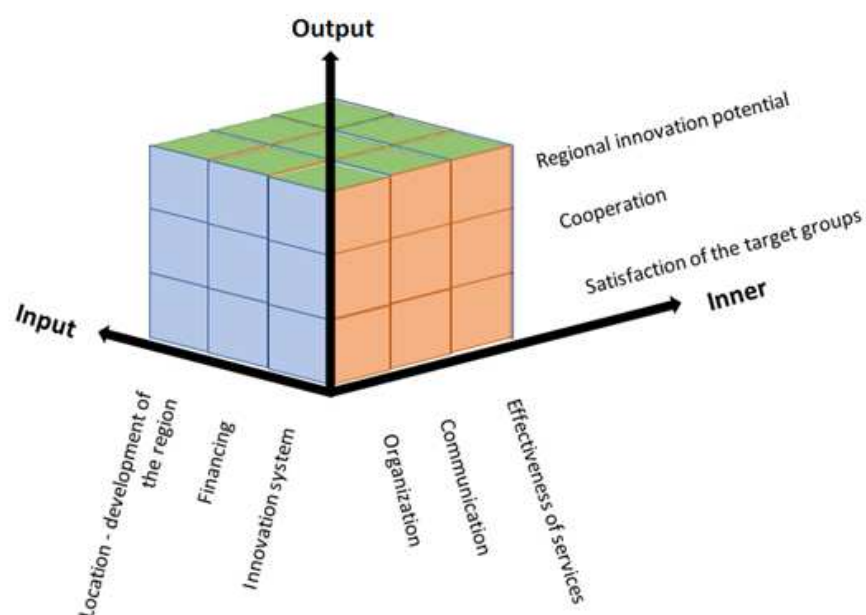 Output
Regional innovation potential
Cooperation
Satisfaction of the target groups
Input
Inner
Location - development of
the region
Financing
Innovation system
Organization
Communication
Effectiveness of services